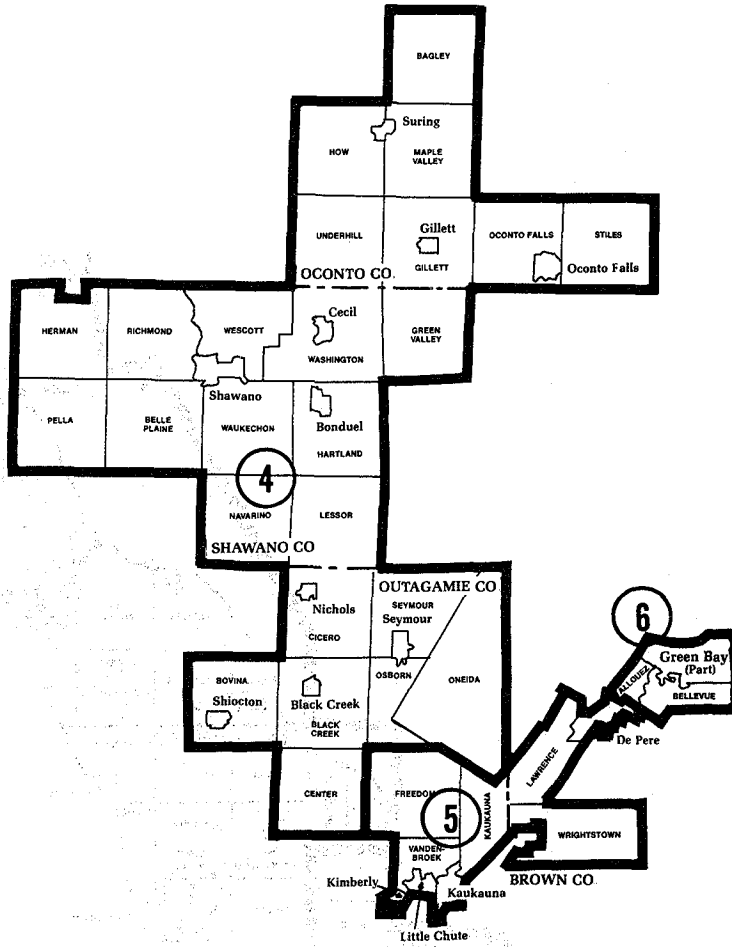 BAGLEY
Suring
HOW
MAPLE
VALLEY
UNDERHILL
Gillett
GILLETT
OCONTO FALLS
STILES
Oconto Falls
OCONTO CO.
HERMAN
RICHMOND
WESCOTT
Cecil
WASHINGTON
GREEN
VALLEY
Shawano
PELLA
BELLE
PLAINE
WAUKECHON
Bonduel
HARTLAND
4
NAVARINO
LESSOR
SHAWANO CO
OUTAGAMIE CO
Nichols
CICERO
SEYMOUR
Seymour
6
Green Bay
(Part)
ALLOUEZ
BELLEVUE
BOVINA
Shiocton
OSBORN
ONEIDA
Black Creek
BLACK
CREEK
De Pere
LAWRENCE
CENTER
FREEDOM
5
KAUKAUNA
WRIGHTSTOWN
VANDEN-
BROEK
BROWN CO.
Kimberly
Kaukauna
Little Chute